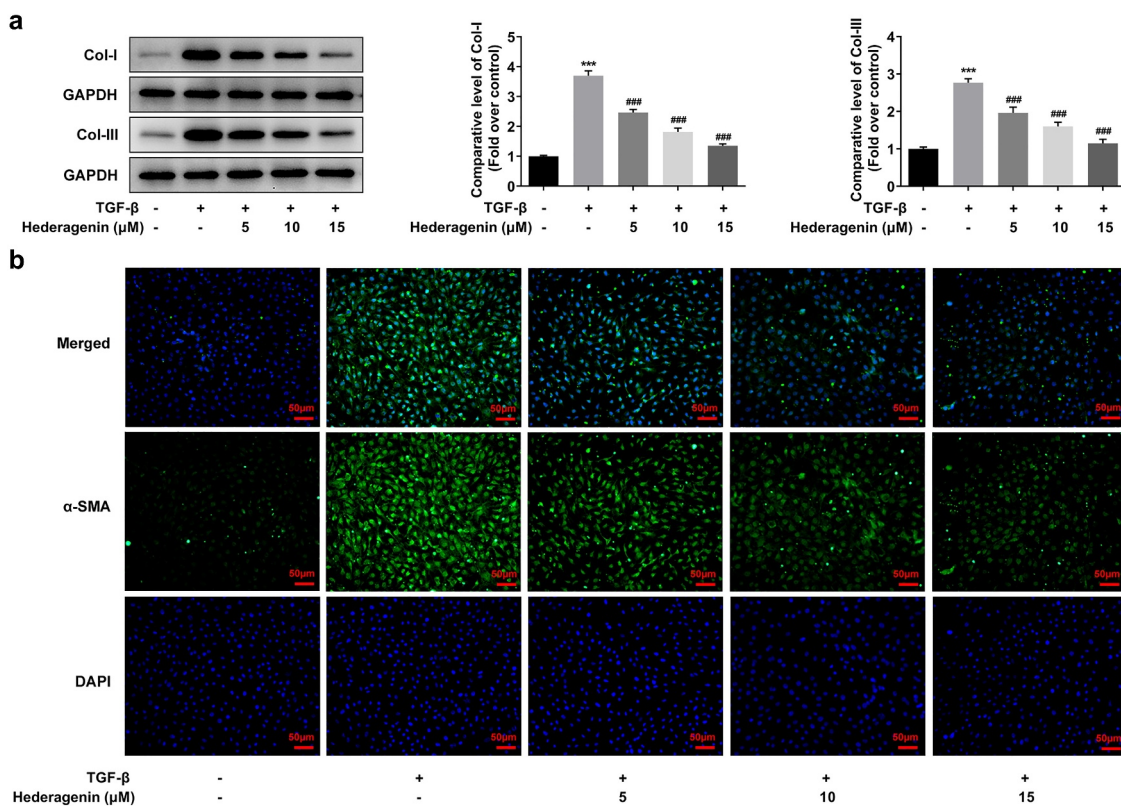 a
Col-I
GAPDH
Col-III
GAPDH
TGF-β - + + + +
Hederagenin (μM) - - 5 10 15
Comparative level of Col-I
(Fold over control)
5
4
3
2
1
0
*** ### ### ###
TGF-β - + + + +
Hederagenin (μM) - - 5 10 15
Comparative level of Col-III
(Fold over control)
4
3
2
1
0
*** ### ### ###
TGF-β - + + + +
Hederagenin (μM) - - 5 10 15
b
Merged
50μm 50μm 50μm 50μm 50μm
α-SMA
50μm 50μm 50μm 50μm 50μm
DAPI
50μm 50μm 50μm 50μm 50μm
TGF-β - + + + +
Hederagenin (μM) - - 5 10 15